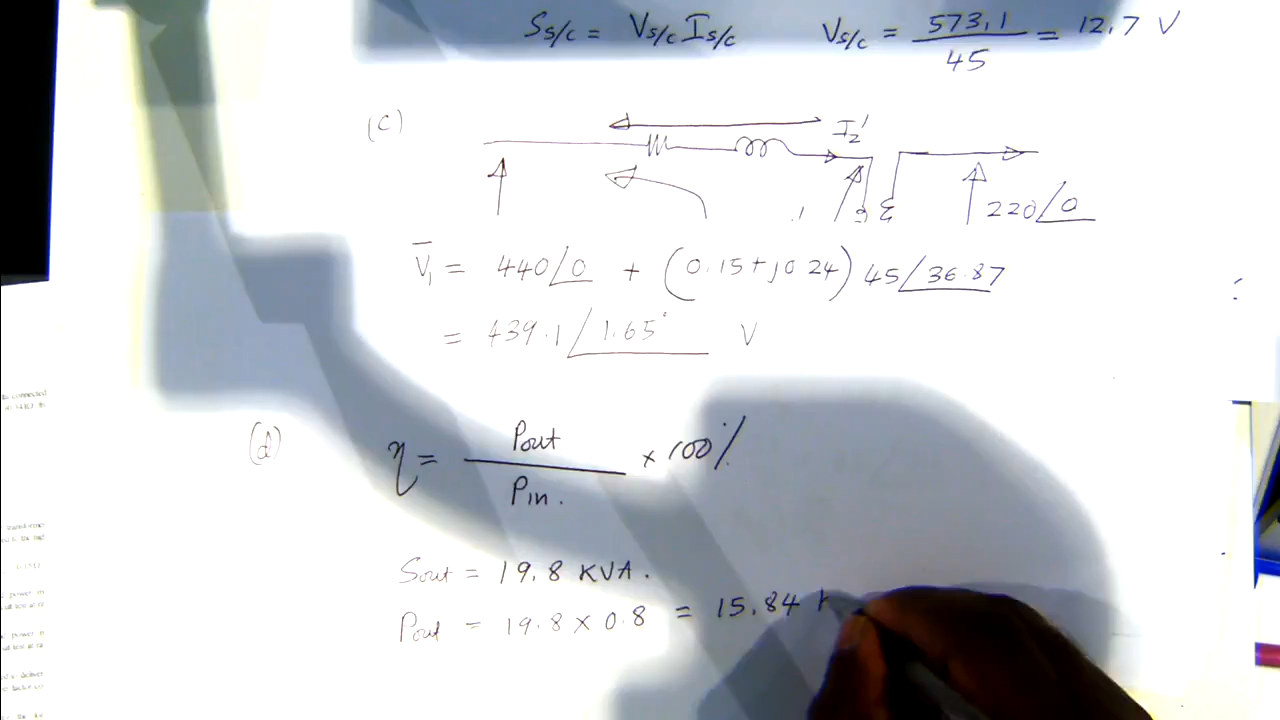 Ss/c = Vs/c Is/c Vs/c = 573,1 / 45 = 12.7 V
(c)
I2'
220/0
V̄1 = 440/0 + (0.15+j0 24) 45/36.87
= 439.1/1.65° V
(d) η = Pout / Pin. × 100%
Sout = 19.8 KVA.
Pout = 19.8 × 0.8 = 15.84